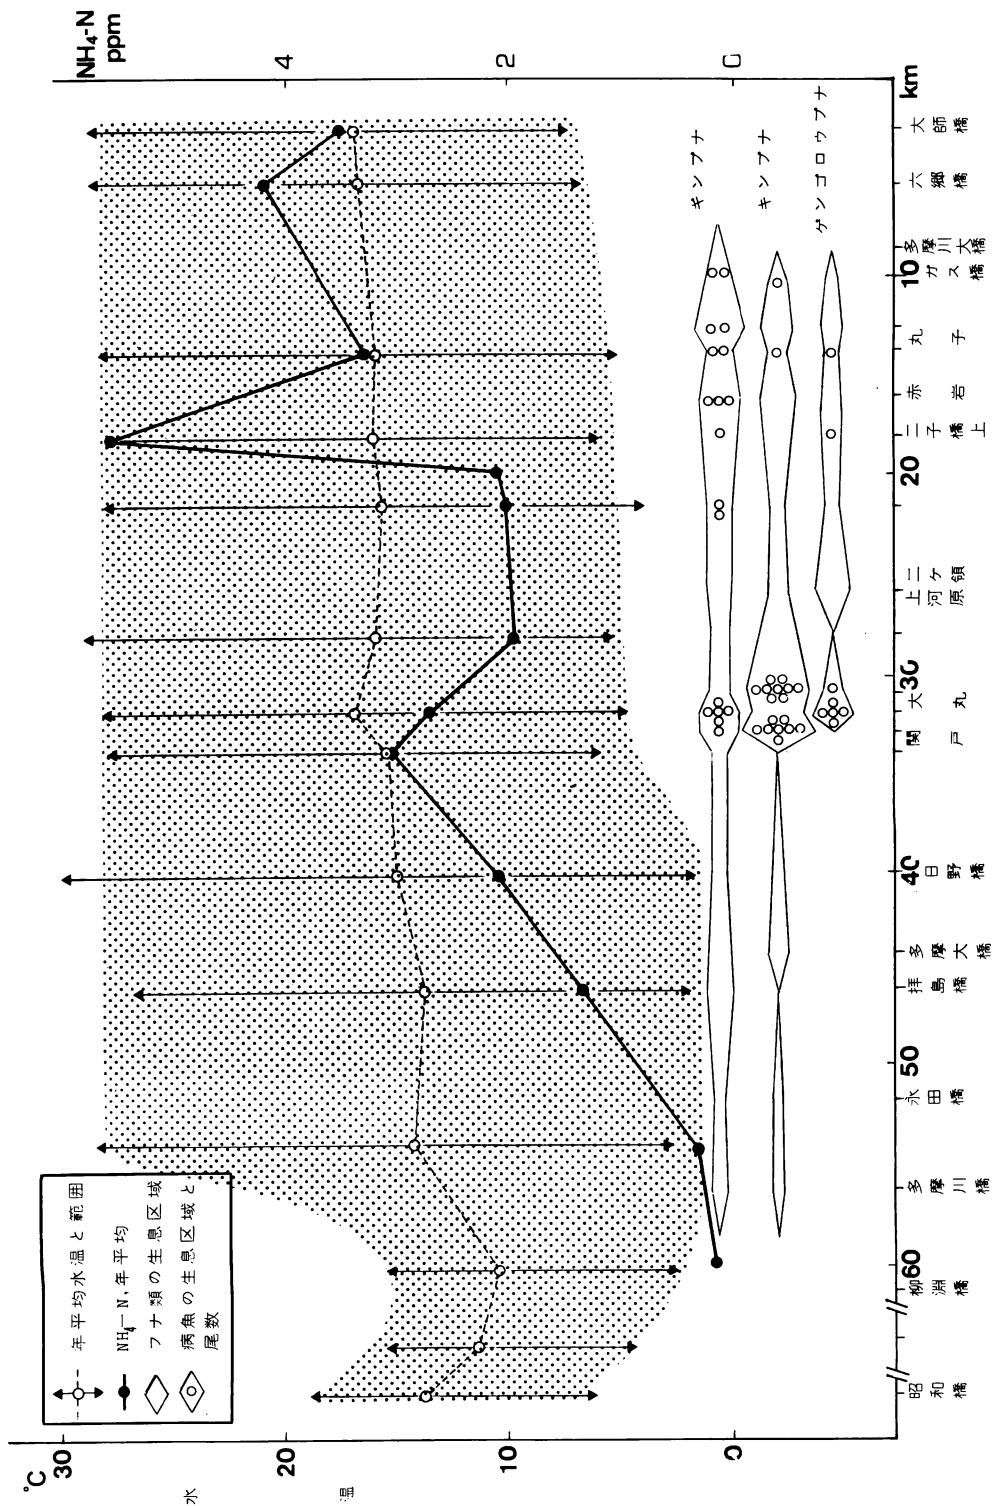 NH₄-N
ppm
4
2
0
km
大師橋
六郷橋
多摩川大橋
10
ガス橋
丸子
赤岩
二子橋上
20
二ヶ領
上河原
30
大丸
関戸
40
日野橋
多摩大橋
拝島橋
50
永田橋
多摩川橋
60
柳淵橋
昭和橋
キンブナ
キンブナ
ゲンゴロウブナ
年平均水温と範囲
NH₄-N,年平均
フナ類の生息区域
病魚の生息区域と
尾数
°C
30
20
10
0
水温